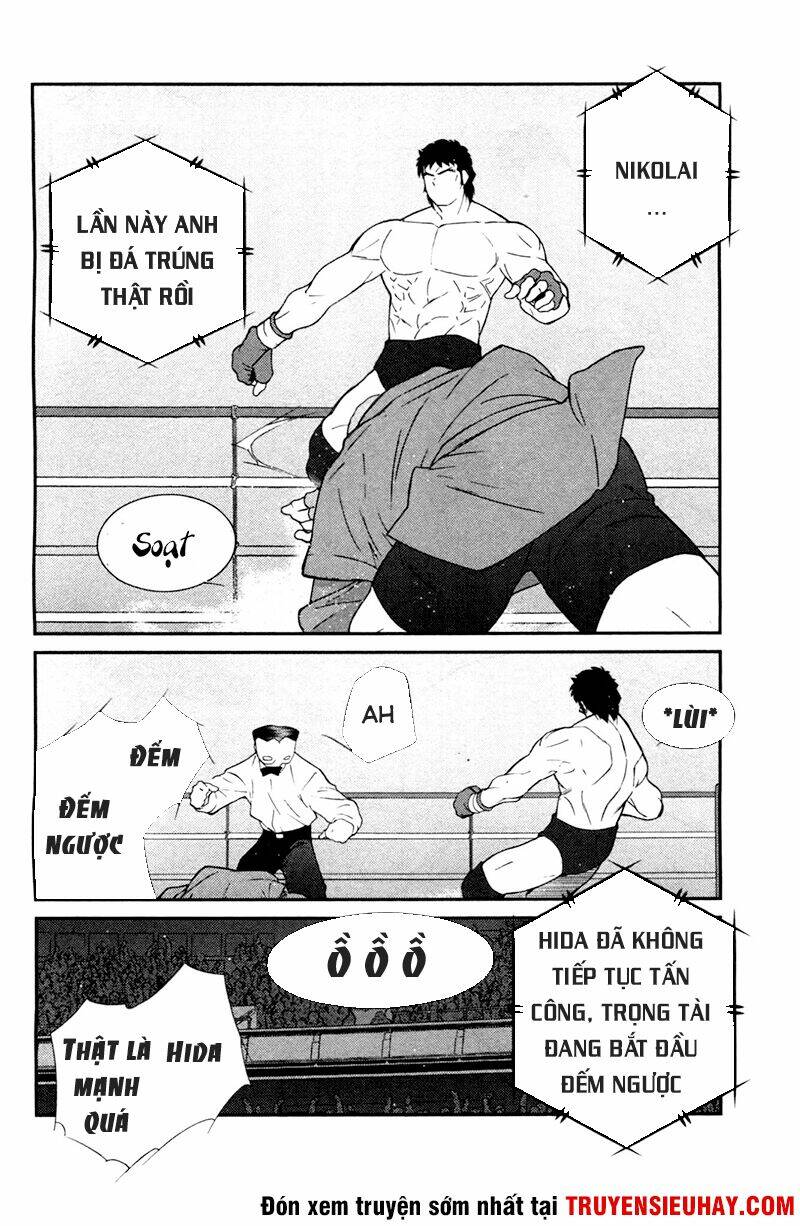 NIKOLAI
...
LẦN NÀY ANH
BỊ ĐÁ TRÚNG
THẬT RỒI
Soạt
*LÙI*
AH
ĐẾM
ĐẾM
NGƯỢC
HIDA ĐÃ KHÔNG
TIẾP TỤC TẤN
CÔNG, TRỌNG TÀI
ĐANG BẮT ĐẦU
ĐẾM NGƯỢC
Ồ Ồ Ồ
THẬT LÀ HIDA
MẠNH
QUÁ
Đón xem truyện sớm nhất tại TRUYENSIEUHAY.COM